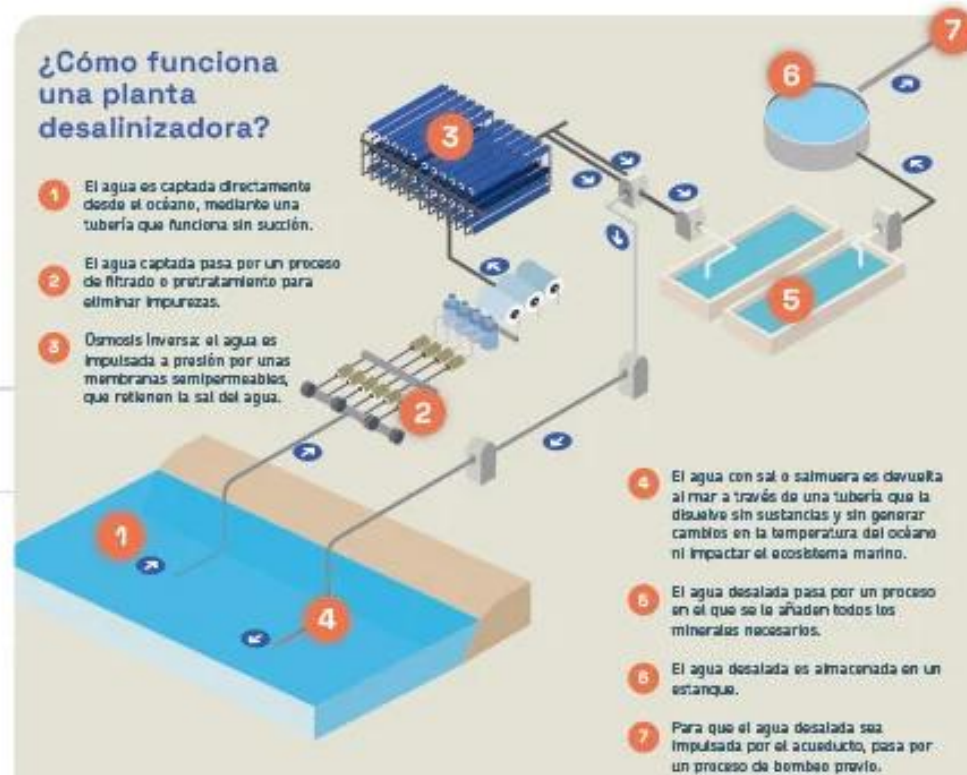 ¿Cómo funciona
una planta
desalinizadora?
1
El agua es captada directamente
desde el océano, mediante una
tubería que funciona sin succión.
2
El agua captada pasa por un proceso
de filtrado o pretratamiento para
eliminar impurezas.
3
Ósmosis Inversa: el agua es
impulsada a presión por unas
membranas semipermeables,
que retienen la sal del agua.
4
El agua con sal o salmuera es devuelta
al mar a través de una tubería que la
disuelve sin sustancias y sin generar
cambios en la temperatura del océano
ni impactar el ecosistema marino.
5
El agua desalada pasa por un proceso
en el que se le añaden todos los
minerales necesarios.
6
El agua desalada es almacenada en un
estanque.
7
Para que el agua desalada sea
impulsada por el acueducto, pasa por
un proceso de bombeo previo.
1
2
3
4
5
6
7